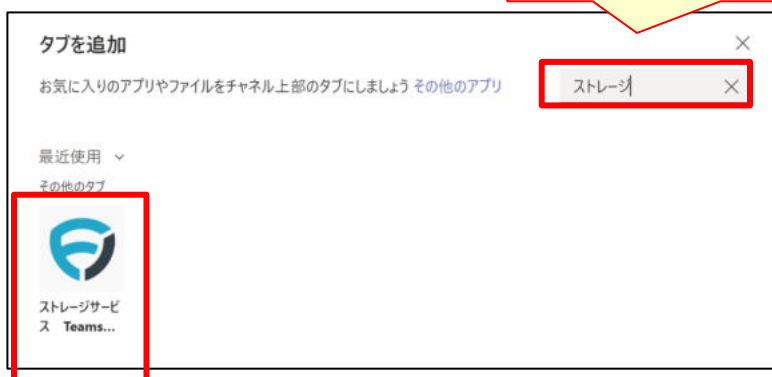 タブを追加
お気に入りのアプリやファイルをチャネル上部のタブにしましょう その他のアプリ
ストレージ
最近使用
その他のタブ
ストレージサービ
ス Teams...